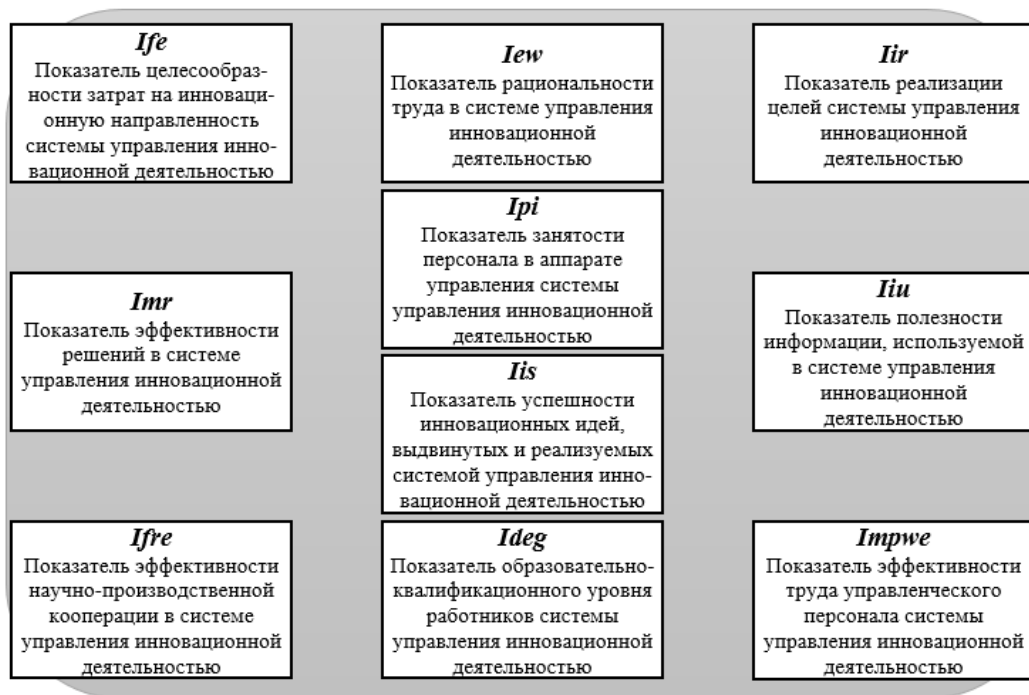 Ife
Показатель целесообраз-
ности затрат на инноваци-
онную направленность
системы управления инно-
вационной деятельностью
Iew
Показатель рациональности
труда в системе управления
инновационной
деятельностью
Iir
Показатель реализации
целей системы управления
инновационной
деятельностью
Ipi
Показатель занятости
персонала в аппарате
управления системы
управления инновационной
деятельностью
Imr
Показатель эффективности
решений в системе
управления инновационной
деятельностью
Iiu
Показатель полезности
информации, используемой
в системе управления
инновационной
деятельностью
Iis
Показатель успешности
инновационных идей,
выдвинутых и реализуемых
системой управления инно-
вационной деятельностью
Ifre
Показатель эффективности
научно-производственной
кооперации в системе
управления инновационной
деятельностью
Ideg
Показатель образовательно-
квалификационного уровня
работников системы
управления инновационной
деятельностью
Impwe
Показатель эффективности
труда управленческого
персонала системы
управления инновационной
деятельностью